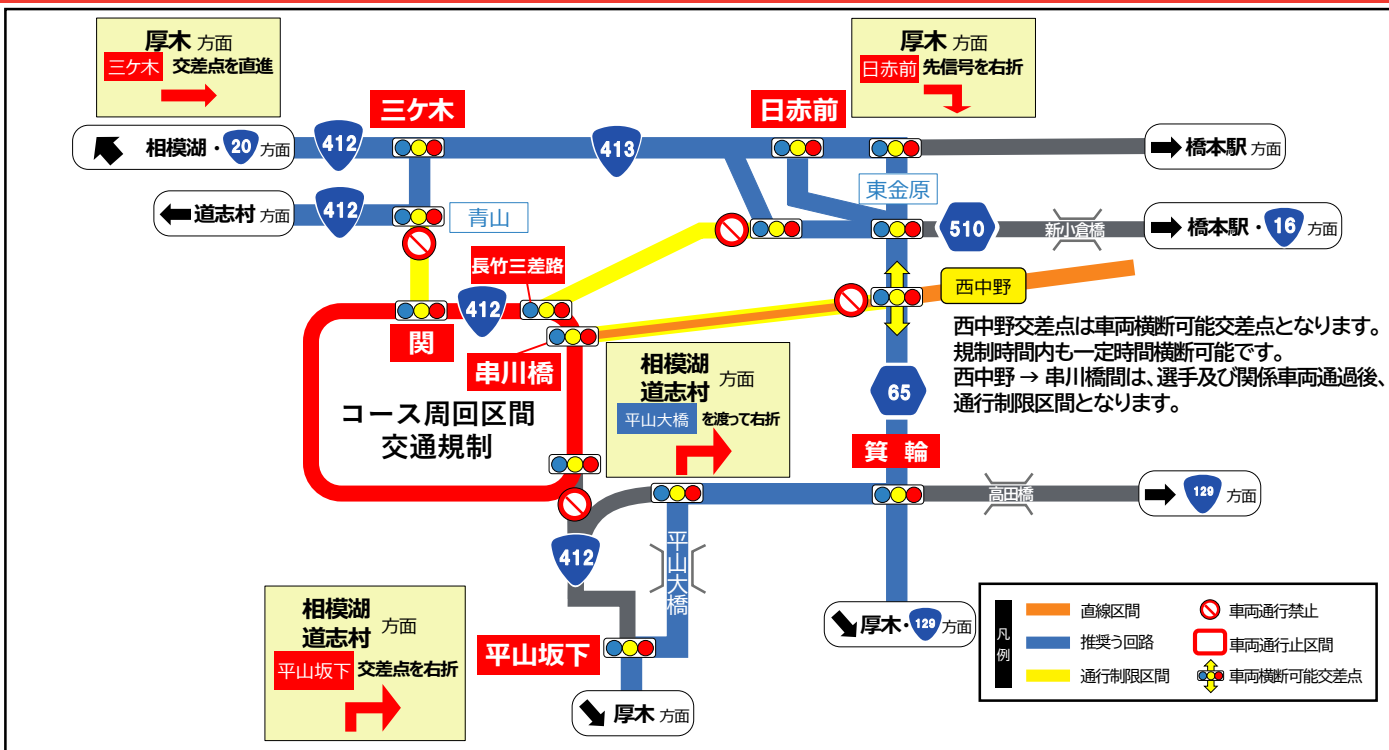 厚木 方面
三ケ木 交差点を直進
厚木 方面
日赤前 先信号を右折
三ケ木
日赤前
相模湖・20 方面
412
413
橋本駅 方面
道志村 方面
412
青山
東金原
510
新小倉橋
橋本駅・16 方面
長竹三差路
412
西中野
関
串川橋
西中野交差点は車両横断可能交差点となります。
規制時間内も一定時間横断可能です。
西中野 → 串川橋間は、選手及び関係車両通過後、
通行制限区間となります。
コース周回区間
交通規制
相模湖
道志村 方面
平山大橋 を渡って右折
65
箕輪
高田橋
129 方面
412
平山大橋
相模湖
道志村 方面
平山坂下 交差点を右折
平山坂下
厚木 方面
厚木・129 方面
凡例
直線区間
車両通行禁止
推奨う回路
車両通行止区間
通行制限区間
車両横断可能交差点